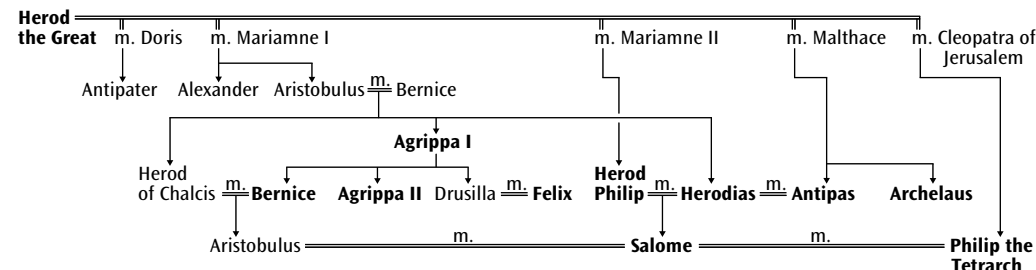 Herod
the Great m. Doris m. Mariamne I m. Mariamne II m. Malthace m. Cleopatra of
Jerusalem
Antipater Alexander Aristobulus m. Bernice
Agrippa I
Herod
of Chalcis m. Bernice Agrippa II Drusilla m. Felix Herod
Philip m. Herodias m. Antipas Archelaus
Aristobulus m. Salome m. Philip the
Tetrarch